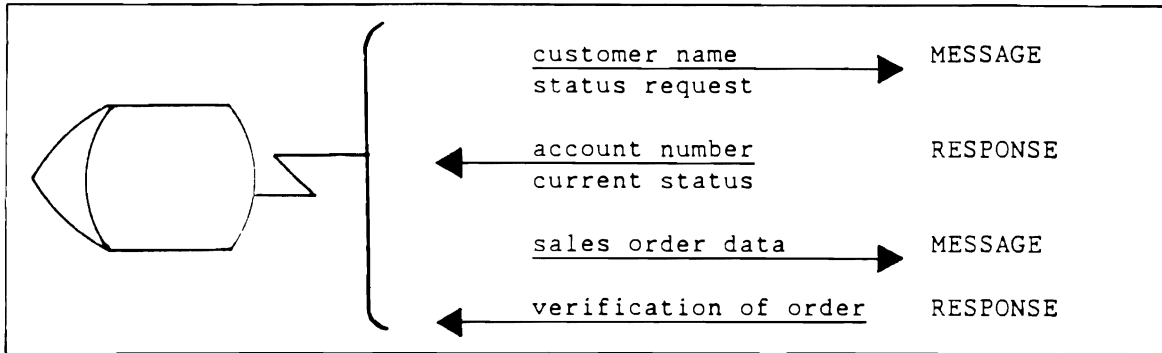 customer name MESSAGE
status request
account number RESPONSE
current status
sales order data MESSAGE
verification of order RESPONSE